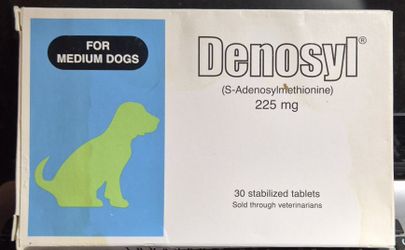 FOR
MEDIUM DOGS
Denosyl®
(S-Adenosylmethionine)
225 mg
30 stabilized tablets
Sold through veterinarians